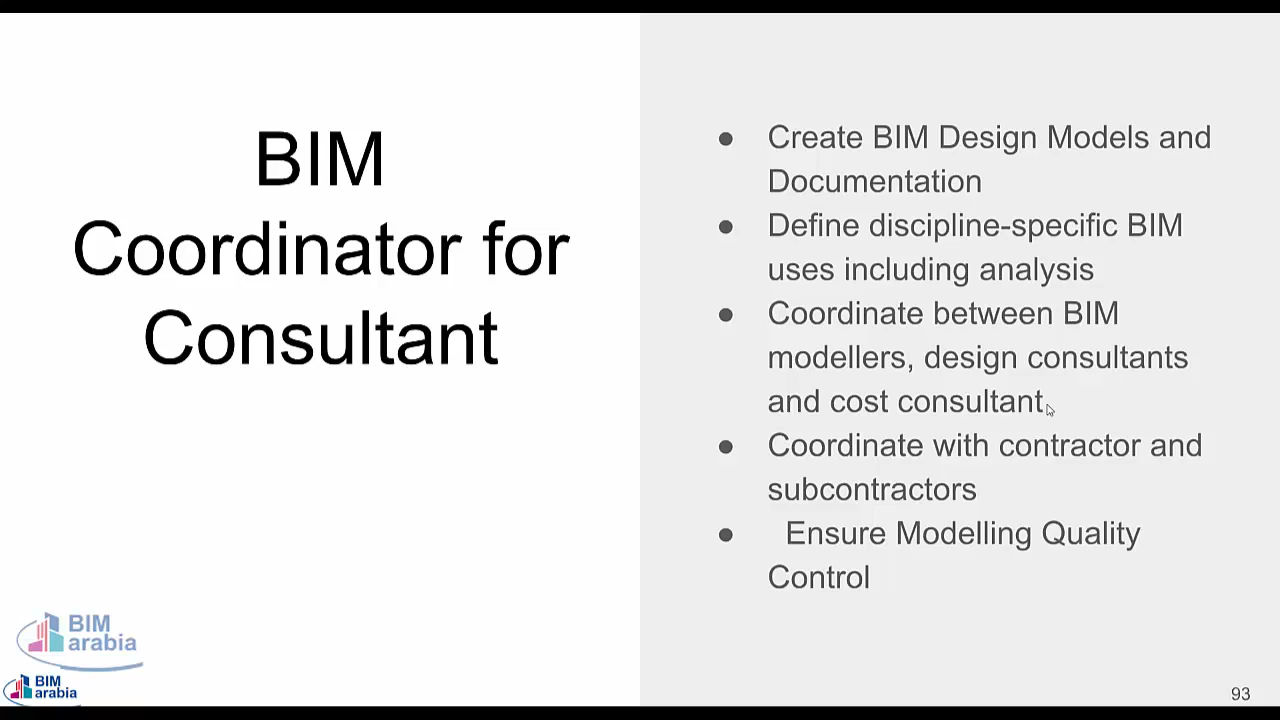 BIM
Coordinator for
Consultant
● Create BIM Design Models and
Documentation
● Define discipline-specific BIM
uses including analysis
● Coordinate between BIM
modellers, design consultants
and cost consultant
● Coordinate with contractor and
subcontractors
● Ensure Modelling Quality
Control
BIM
arabia
BIM
arabia
93